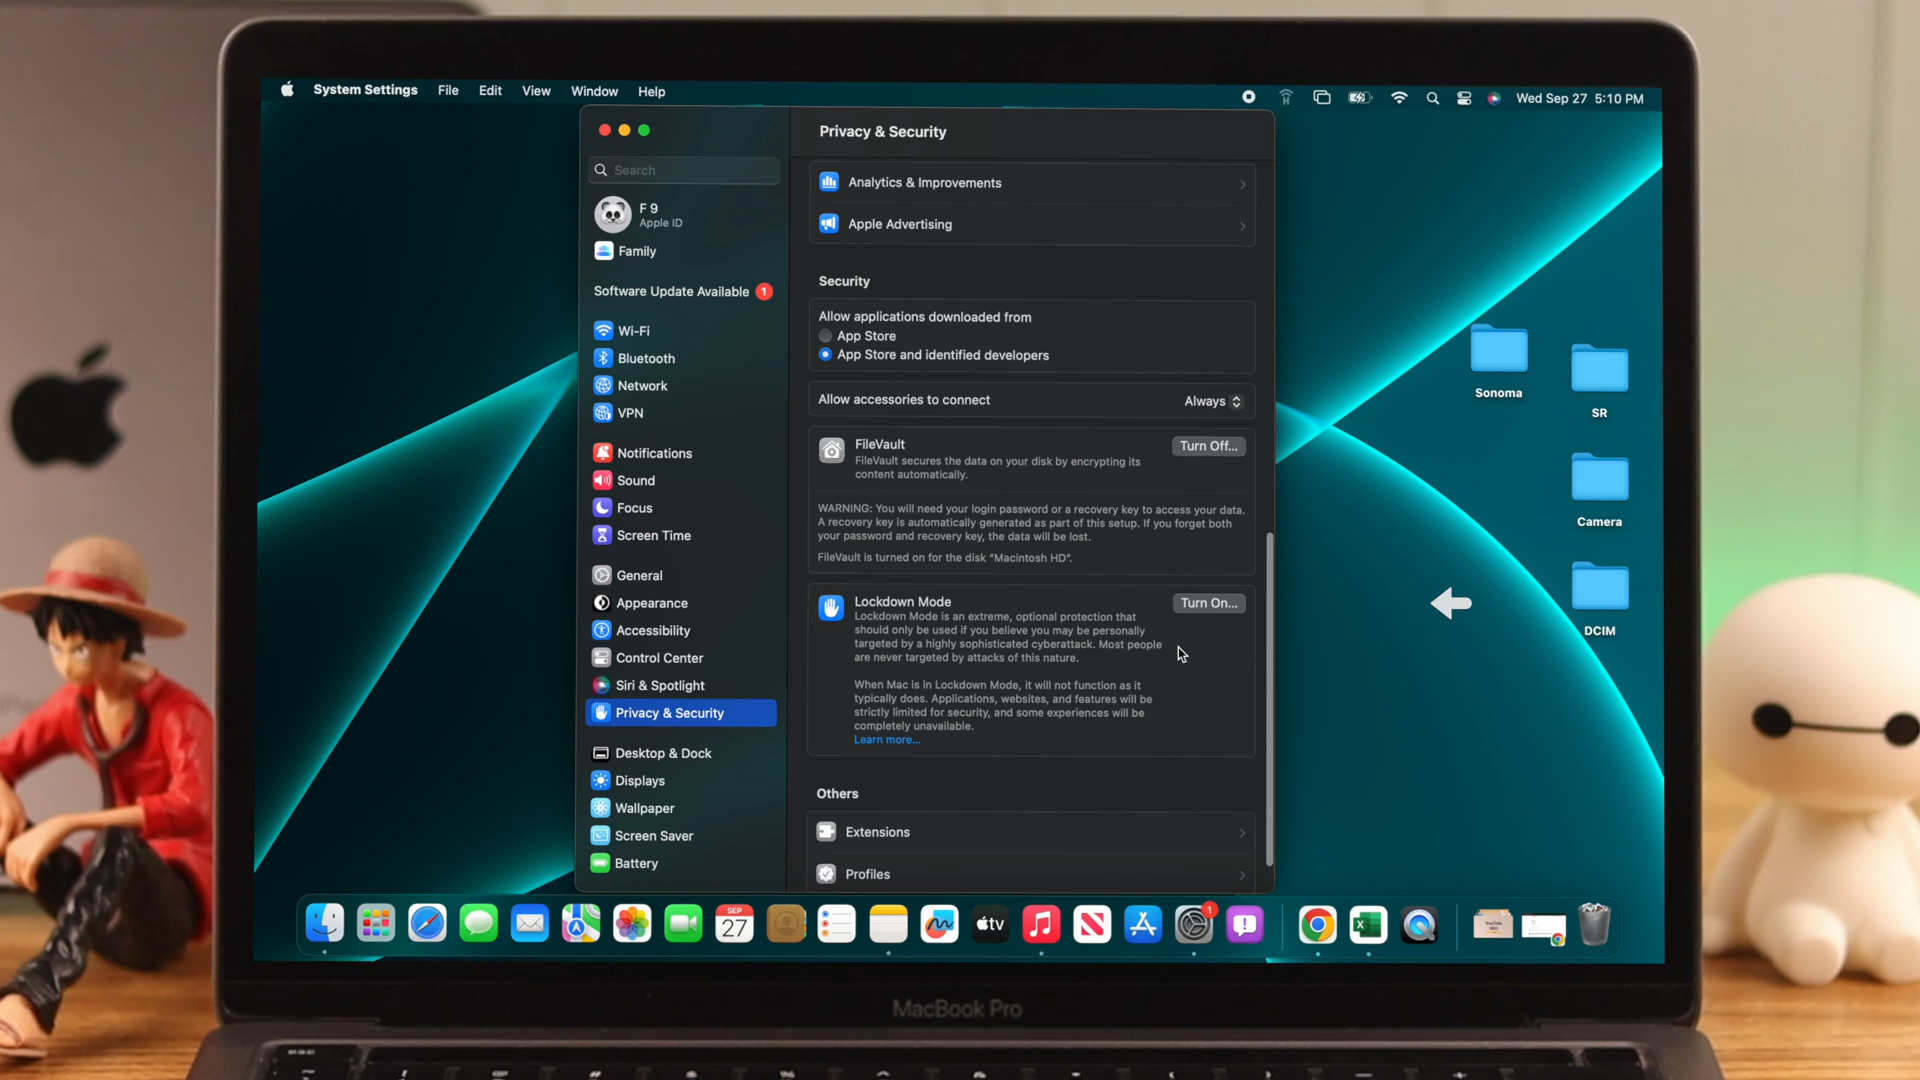 System Settings File Edit View Window Help
Wed Sep 27 5:10 PM
Search
F 9
Apple ID
Family
Software Update Available 1
Wi-Fi
Bluetooth
Network
VPN
Notifications
Sound
Focus
Screen Time
General
Appearance
Accessibility
Control Center
Siri & Spotlight
Privacy & Security
Desktop & Dock
Displays
Wallpaper
Screen Saver
Battery
Privacy & Security
Analytics & Improvements
Apple Advertising
Security
Allow applications downloaded from
App Store
App Store and identified developers
Allow accessories to connect Always
FileVault Turn Off...
FileVault secures the data on your disk by encrypting its
content automatically.
WARNING: You will need your login password or a recovery key to access your data.
A recovery key is automatically generated as part of this setup. If you forget both
your password and recovery key, the data will be lost.
FileVault is turned on for the disk "Macintosh HD".
Lockdown Mode Turn On...
Lockdown Mode is an extreme, optional protection that
should only be used if you believe you may be personally
targeted by a highly sophisticated cyberattack. Most people
are never targeted by attacks of this nature.
When Mac is in Lockdown Mode, it will not function as it
typically does. Applications, websites, and features will be
strictly limited for security, and some experiences will be
completely unavailable.
Learn more...
Others
Extensions
Profiles
Sonoma
SR
Camera
DCIM
SEP
27
tv
1
MacBook Pro